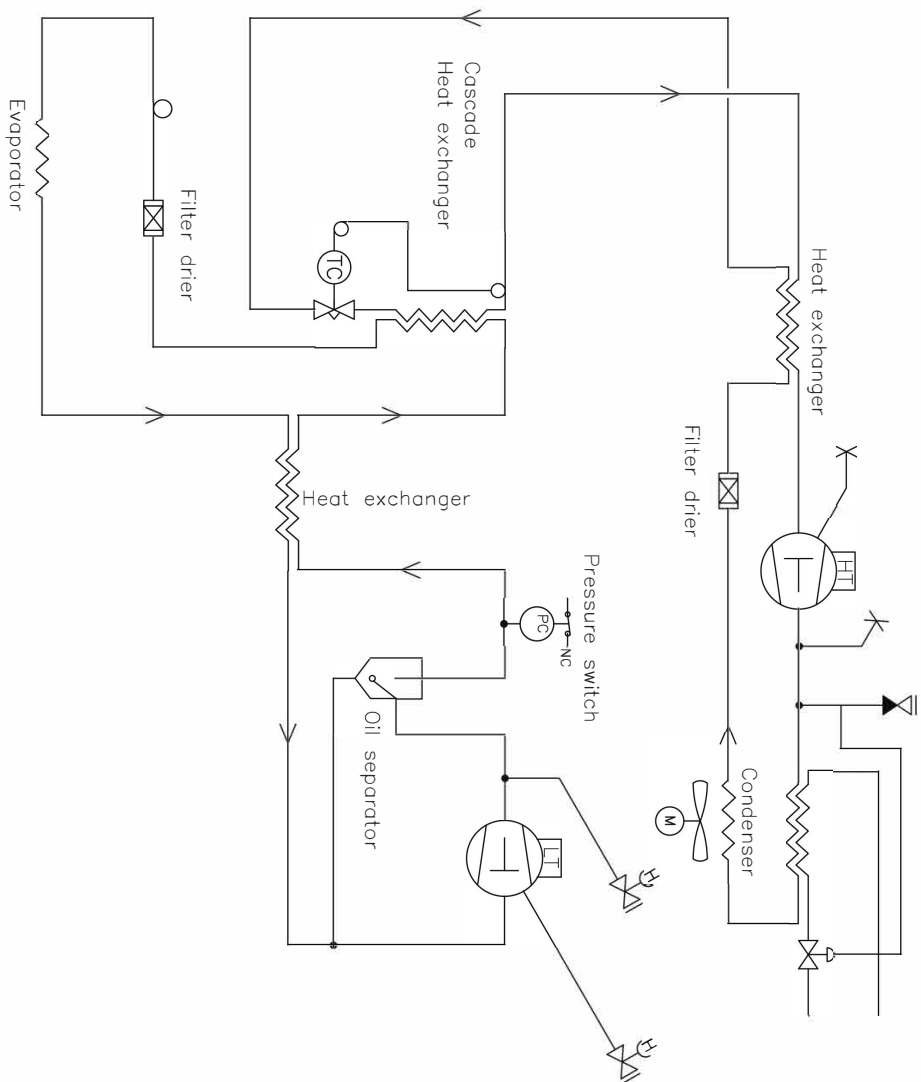 Evaporator
Filter drier
Cascade
Heat exchanger
TC
Heat exchanger
Filter drier
HT
Heat exchanger
Pressure switch
PC
NC
Oil separator
LT
Condenser
M
H
H